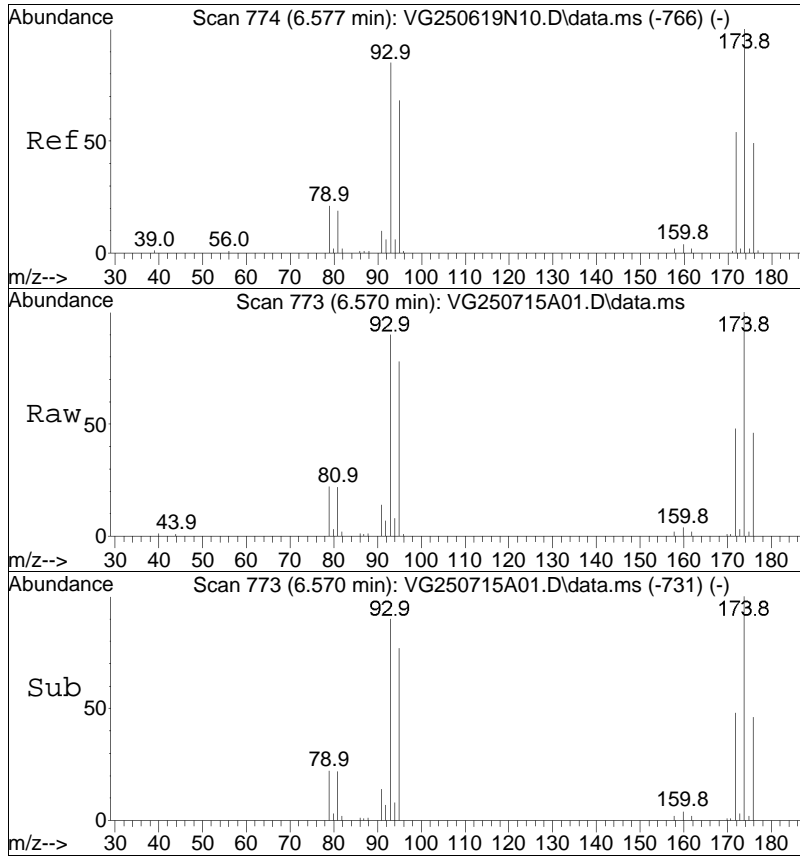 Abundance Scan 774 (6.577 min): VG250619N10.D\data.ms (-766) (-)
173.8
92.9
Ref 50
78.9
39.0 56.0 159.8
0
30 40 50 60 70 80 90 100 110 120 130 140 150 160 170 180
m/z-->
Abundance Scan 773 (6.570 min): VG250715A01.D\data.ms
92.9 173.8
Raw 50
80.9
43.9 159.8
0
30 40 50 60 70 80 90 100 110 120 130 140 150 160 170 180
m/z-->
Abundance Scan 773 (6.570 min): VG250715A01.D\data.ms (-731) (-)
92.9 173.8
Sub 50
78.9
159.8
0
30 40 50 60 70 80 90 100 110 120 130 140 150 160 170 180
m/z-->